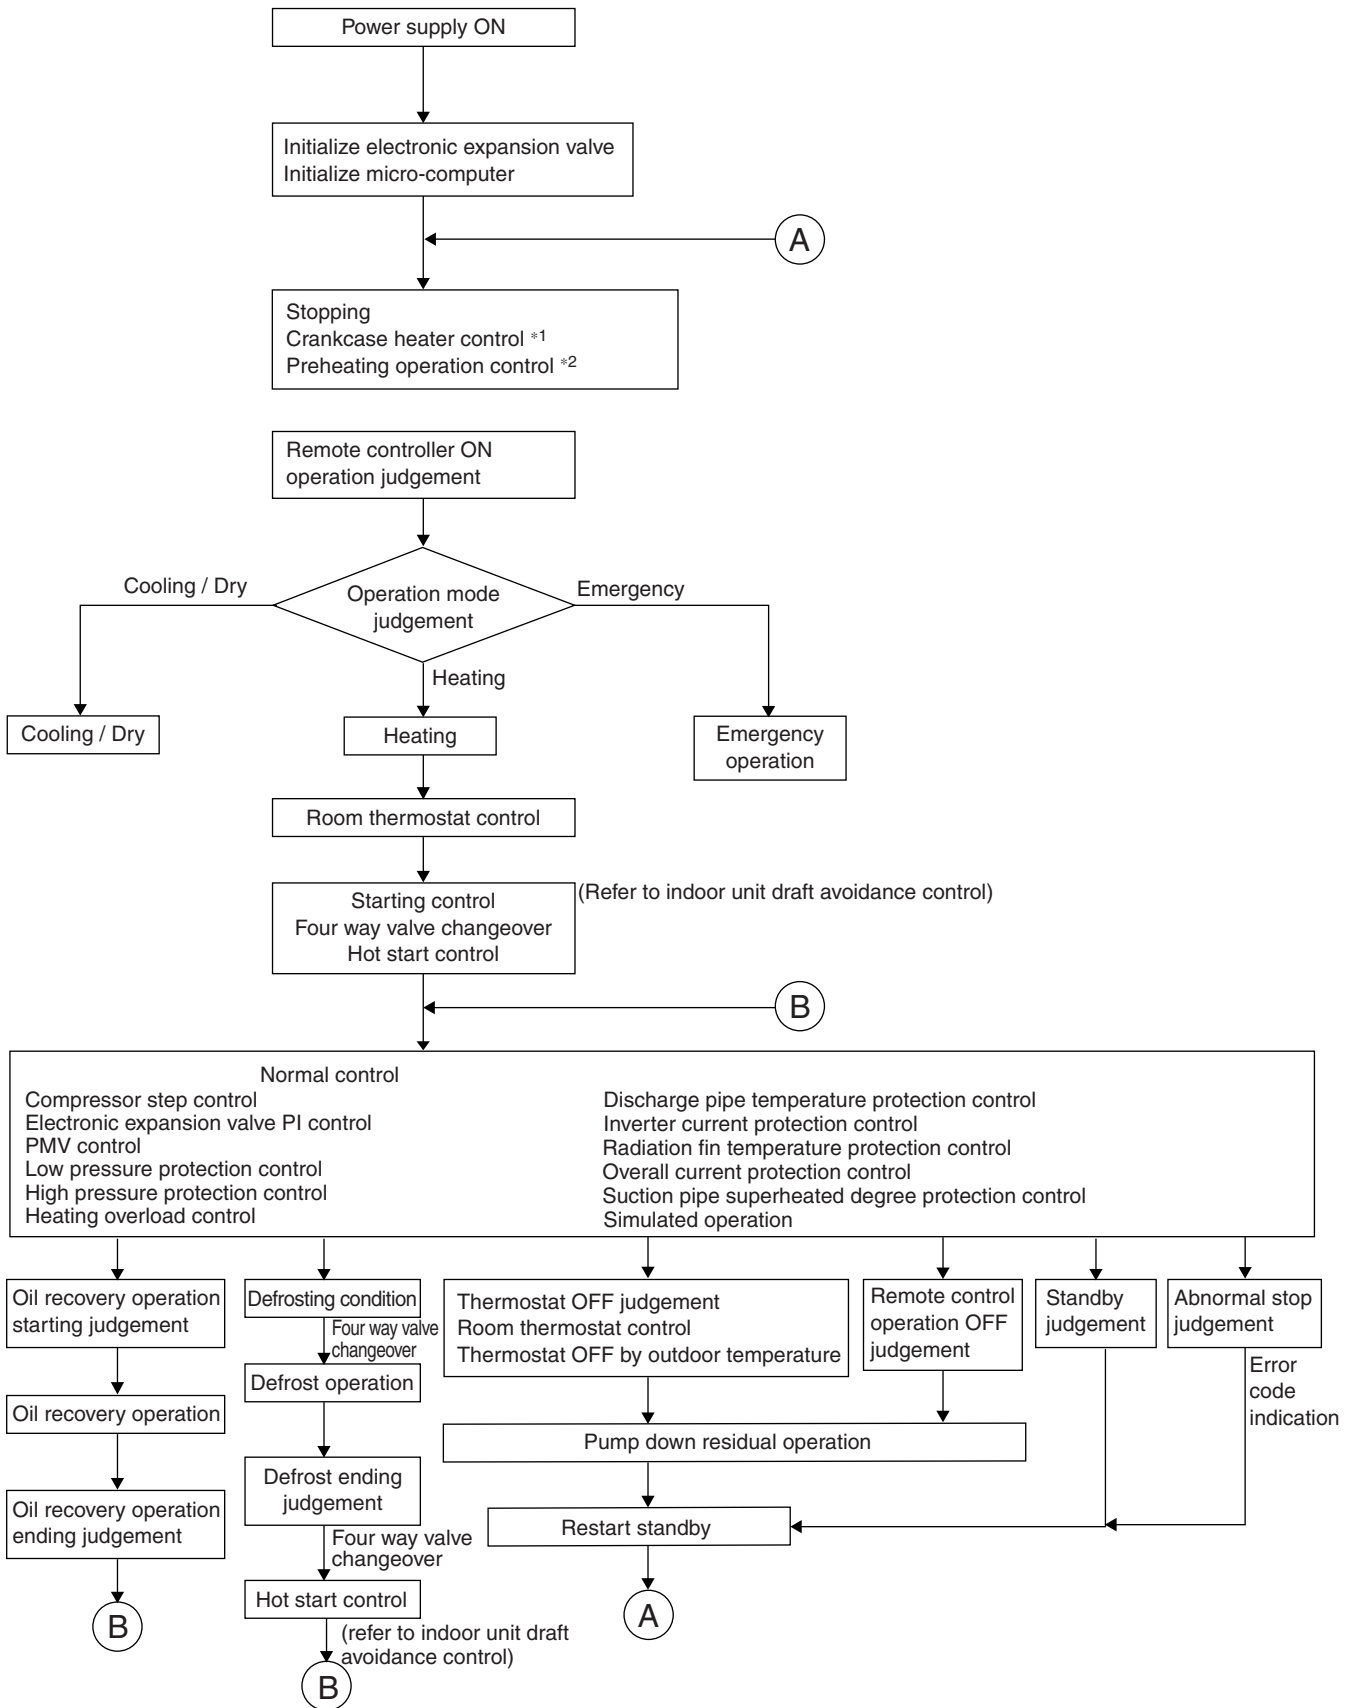 Power supply ON
Initialize electronic expansion valve
Initialize micro-computer
A
Stopping
Crankcase heater control *1
Preheating operation control *2
Remote controller ON
operation judgement
Cooling / Dry
Operation mode
judgement
Emergency
Heating
Cooling / Dry
Heating
Emergency
operation
Room thermostat control
Starting control
Four way valve changeover
Hot start control
(Refer to indoor unit draft avoidance control)
B
Normal control
Compressor step control
Electronic expansion valve PI control
PMV control
Low pressure protection control
High pressure protection control
Heating overload control
Discharge pipe temperature protection control
Inverter current protection control
Radiation fin temperature protection control
Overall current protection control
Suction pipe superheated degree protection control
Simulated operation
Oil recovery operation
starting judgement
Oil recovery operation
Oil recovery operation
ending judgement
B
Defrosting condition
Four way valve
changeover
Defrost operation
Defrost ending
judgement
Four way valve
changeover
Hot start control
(refer to indoor unit draft
avoidance control)
B
Thermostat OFF judgement
Room thermostat control
Thermostat OFF by outdoor temperature
Remote control
operation OFF
judgement
Standby
judgement
Abnormal stop
judgement
Error
code
indication
Pump down residual operation
Restart standby
A